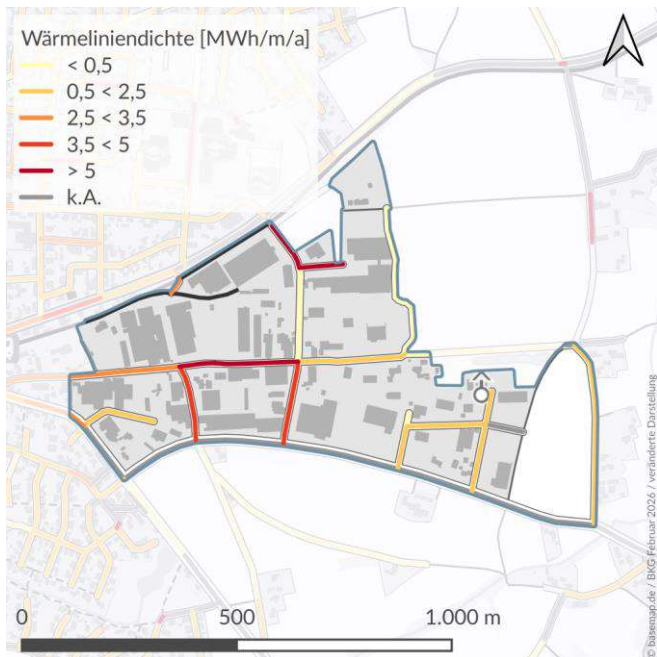 Wärmeliniendichte [MWh/m/a]
< 0,5
0,5 < 2,5
2,5 < 3,5
3,5 < 5
> 5
k.A.
© basemap.de / BKG Februar 2026 / veränderte Darstellung
0 500 1.000 m